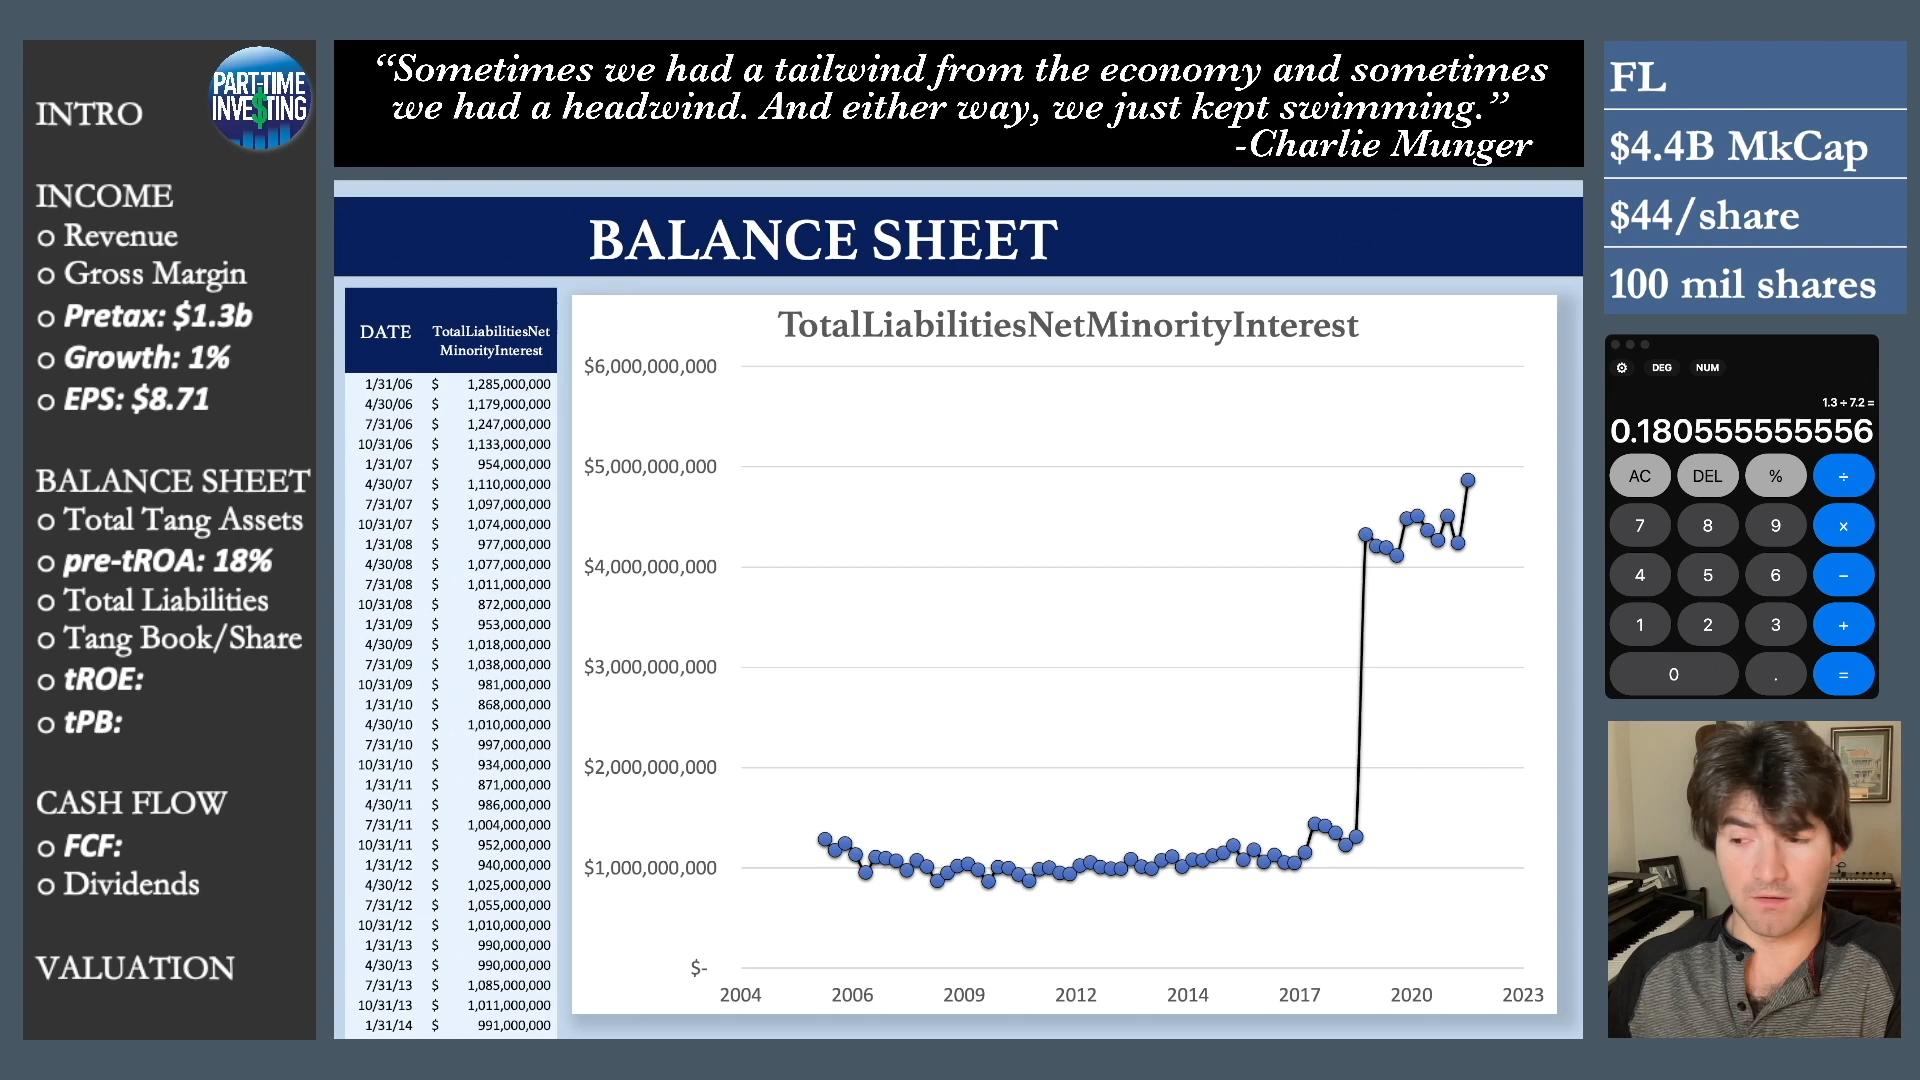 INTRO
PART-TIME
INVE$TING
INCOME
o Revenue
o Gross Margin
o Pretax: $1.3b
o Growth: 1%
o EPS: $8.71
BALANCE SHEET
o Total Tang Assets
o pre-tROA: 18%
o Total Liabilities
o Tang Book/Share
o tROE:
o tPB:
CASH FLOW
o FCF:
o Dividends
VALUATION
“Sometimes we had a tailwind from the economy and sometimes
we had a headwind. And either way, we just kept swimming.”
-Charlie Munger
BALANCE SHEET
DATE TotalLiabilitiesNet
MinorityInterest
1/31/06 $ 1,285,000,000
4/30/06 $ 1,179,000,000
7/31/06 $ 1,247,000,000
10/31/06 $ 1,133,000,000
1/31/07 $ 954,000,000
4/30/07 $ 1,110,000,000
7/31/07 $ 1,097,000,000
10/31/07 $ 1,074,000,000
1/31/08 $ 977,000,000
4/30/08 $ 1,077,000,000
7/31/08 $ 1,011,000,000
10/31/08 $ 872,000,000
1/31/09 $ 953,000,000
4/30/09 $ 1,018,000,000
7/31/09 $ 1,038,000,000
10/31/09 $ 981,000,000
1/31/10 $ 868,000,000
4/30/10 $ 1,010,000,000
7/31/10 $ 997,000,000
10/31/10 $ 934,000,000
1/31/11 $ 871,000,000
4/30/11 $ 986,000,000
7/31/11 $ 1,004,000,000
10/31/11 $ 952,000,000
1/31/12 $ 940,000,000
4/30/12 $ 1,025,000,000
7/31/12 $ 1,055,000,000
10/31/12 $ 1,010,000,000
1/31/13 $ 990,000,000
4/30/13 $ 990,000,000
7/31/13 $ 1,085,000,000
10/31/13 $ 1,011,000,000
1/31/14 $ 991,000,000
TotalLiabilitiesNetMinorityInterest
$6,000,000,000
$5,000,000,000
$4,000,000,000
$3,000,000,000
$2,000,000,000
$1,000,000,000
$-
2004 2006 2009 2012 2014 2017 2020 2023
FL
$4.4B MkCap
$44/share
100 mil shares
DEG NUM
1.3 ÷ 7.2 =
0.180555555556
AC DEL % ÷
7 8 9 ×
4 5 6 −
1 2 3 +
0 . =